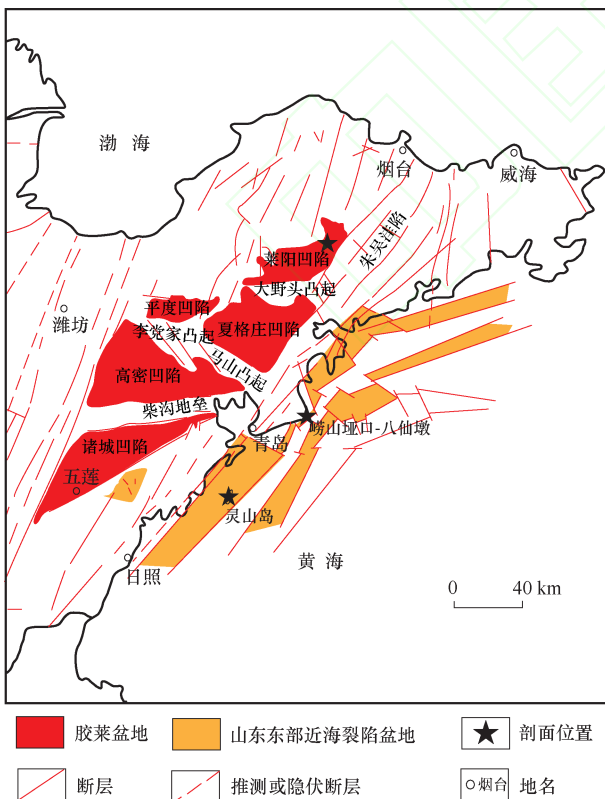 渤 海
烟台
威海
朱吴洼陷
莱阳凹陷
大野头凸起
平度凹陷
潍坊
李党家凸起
夏格庄凹陷
马山凸起
高密凹陷
柴沟地垒
崂山垭口-八仙墩
青岛
诸城凹陷
五莲
灵山岛
黄 海
日照
0 40 km
胶莱盆地
山东东部近海裂陷盆地
剖面位置
断层
推测或隐伏断层
烟台
地名